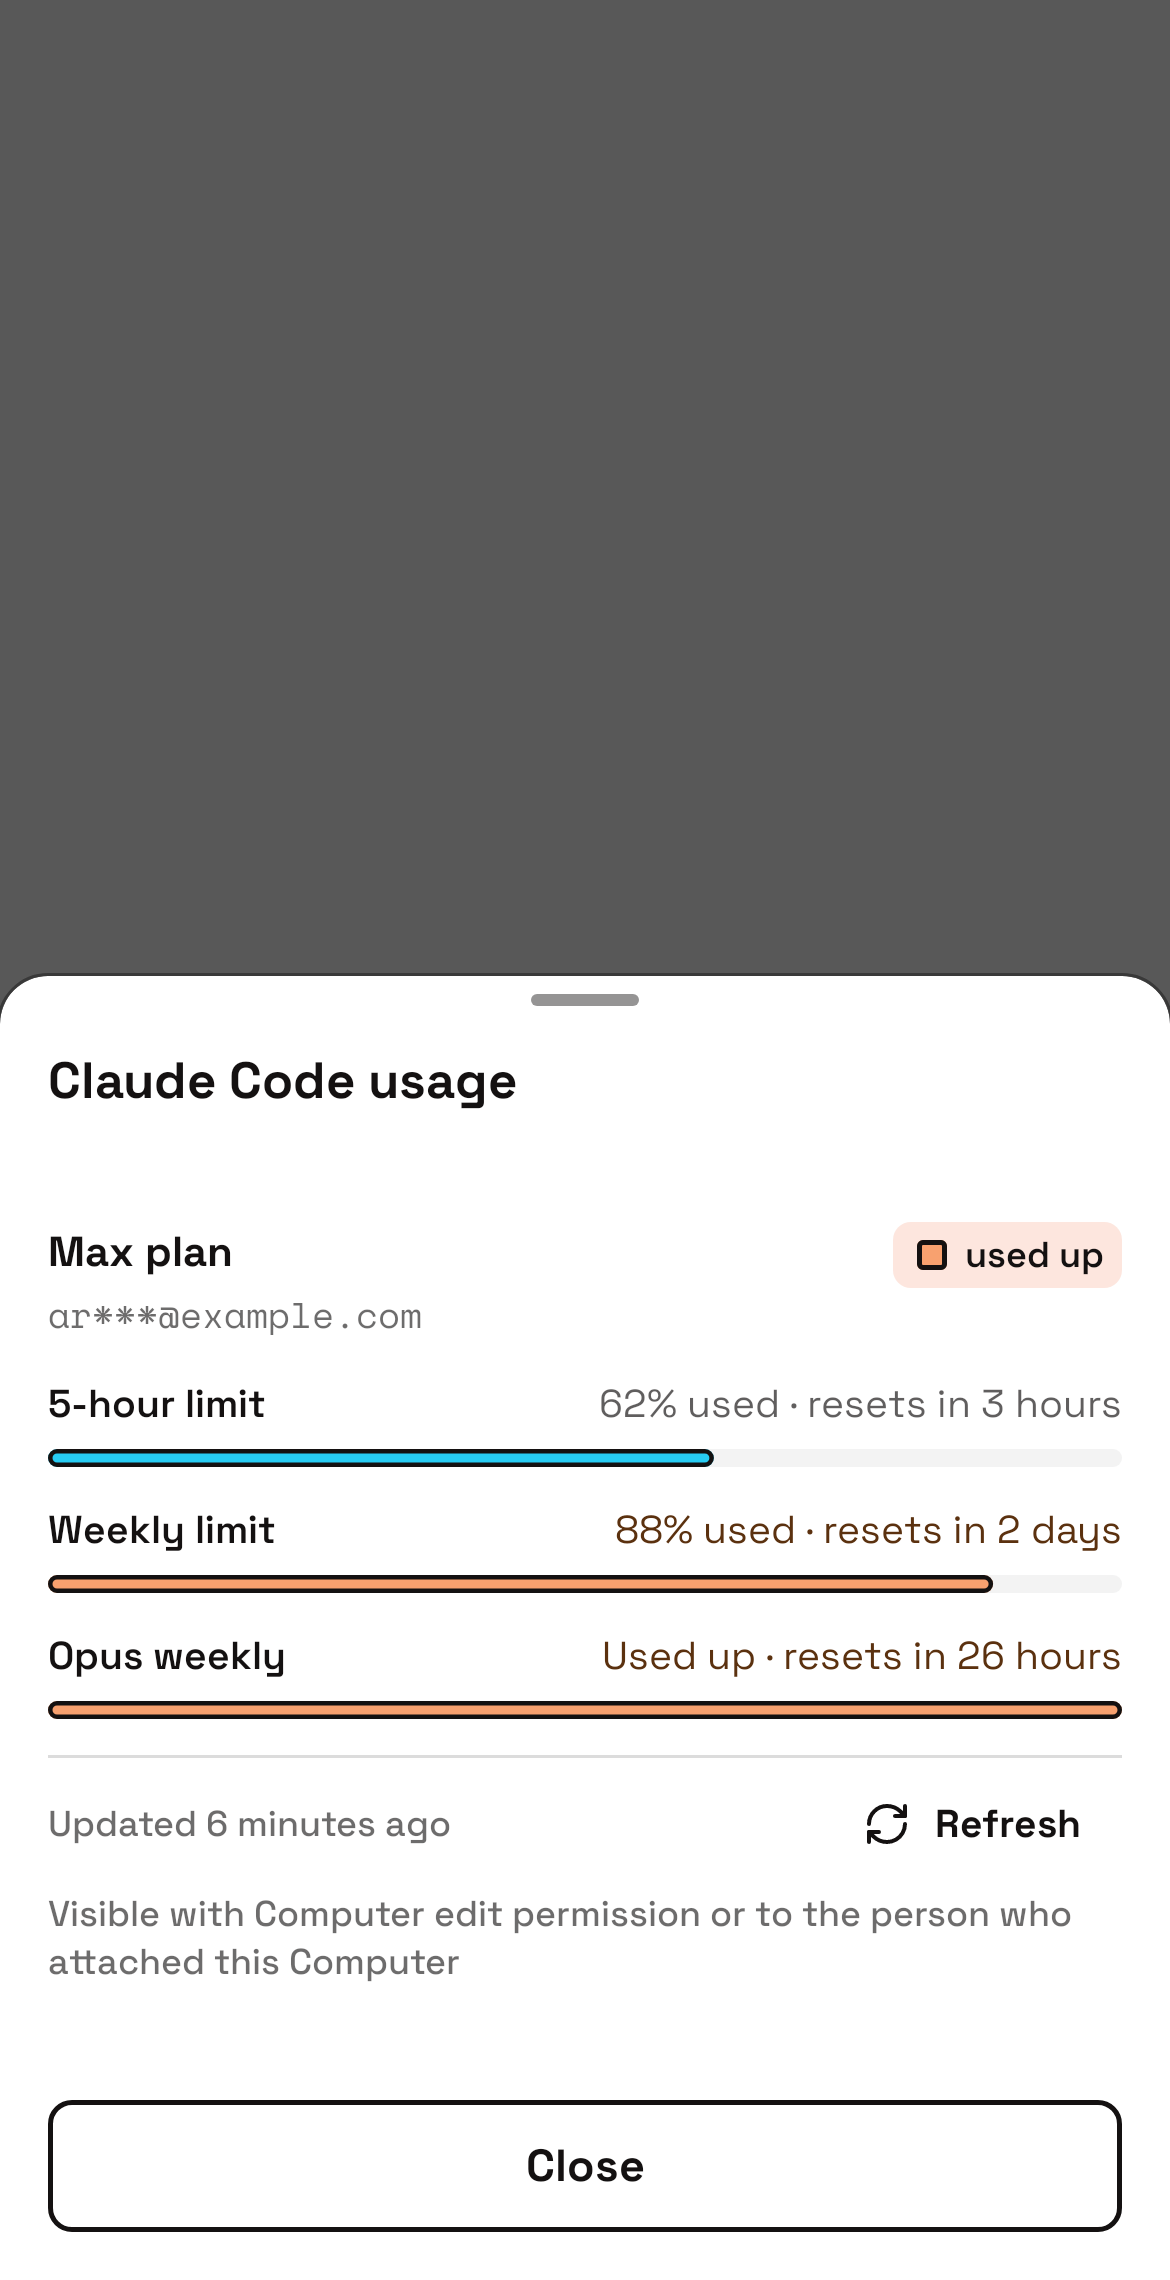 Claude Code usage
Max plan
used up
ar***@example.com
5-hour limit
62% used · resets in 3 hours
Weekly limit
88% used · resets in 2 days
Opus weekly
Used up · resets in 26 hours
Updated 6 minutes ago
Refresh
Visible with Computer edit permission or to the person who
attached this Computer
Close